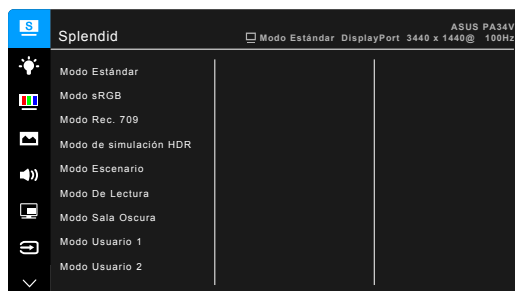 S
Splendid
ASUS PA34V
Modo Estándar DisplayPort 3440 x 1440@ 100Hz
Modo Estándar
Modo sRGB
Modo Rec. 709
Modo de simulación HDR
Modo Escenario
Modo De Lectura
Modo Sala Oscura
Modo Usuario 1
Modo Usuario 2